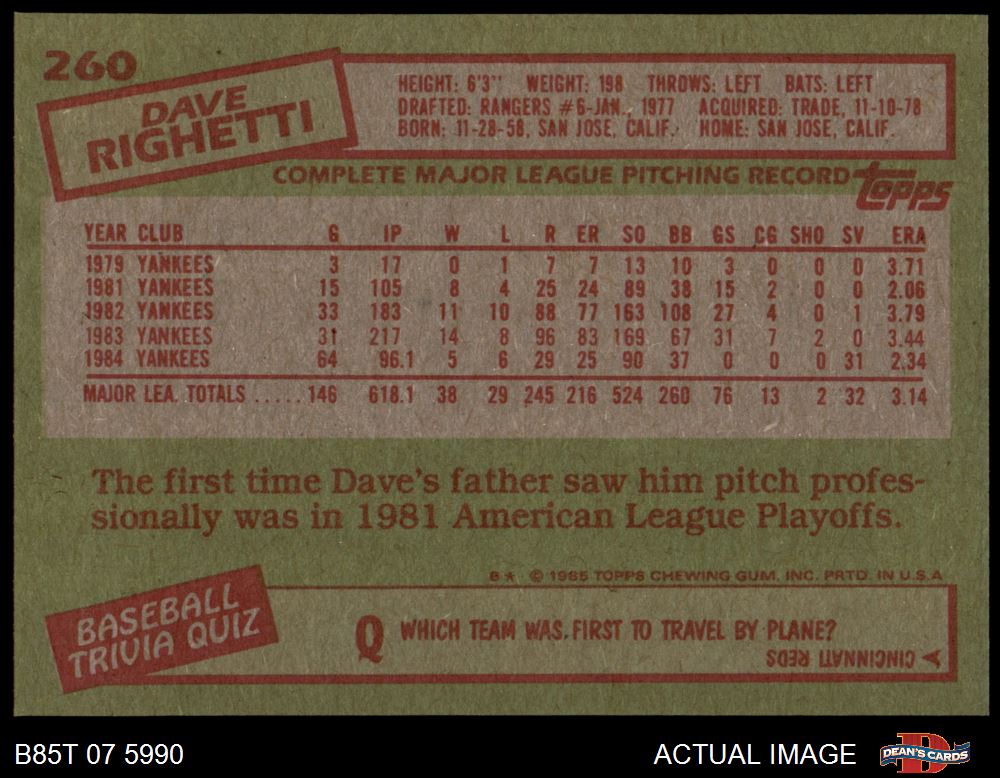 260
DAVE
RIGHETTI
HEIGHT: 6'3" WEIGHT: 198 THROWS: LEFT BATS: LEFT
DRAFTED: RANGERS #6-JAN., 1977 ACQUIRED: TRADE, 11-10-78
BORN: 11-28-58, SAN JOSE, CALIF. HOME: SAN JOSE, CALIF.
COMPLETE MAJOR LEAGUE PITCHING RECORD topps
YEAR CLUB G IP W L R ER SO BB GS CG SHO SV ERA
1979 YANKEES 3 17 0 1 7 7 13 10 3 0 0 0 3.71
1981 YANKEES 15 105 8 4 25 24 89 38 15 2 0 0 2.06
1982 YANKEES 33 183 11 10 88 77 163 108 27 4 0 1 3.79
1983 YANKEES 31 217 14 8 96 83 169 67 31 7 2 0 3.44
1984 YANKEES 64 96.1 5 6 29 25 90 37 0 0 0 31 2.34
MAJOR LEA. TOTALS ..... 146 618.1 38 29 245 216 524 260 76 13 2 32 3.14
The first time Dave's father saw him pitch profes-
sionally was in 1981 American League Playoffs.
B★ © 1985 TOPPS CHEWING GUM, INC. PRTD. IN U.S.A
BASEBALL
TRIVIA QUIZ
Q WHICH TEAM WAS FIRST TO TRAVEL BY PLANE?
A CINCINNATI REDS
B85T 07 5990
ACTUAL IMAGE
D
DEAN'S CARDS